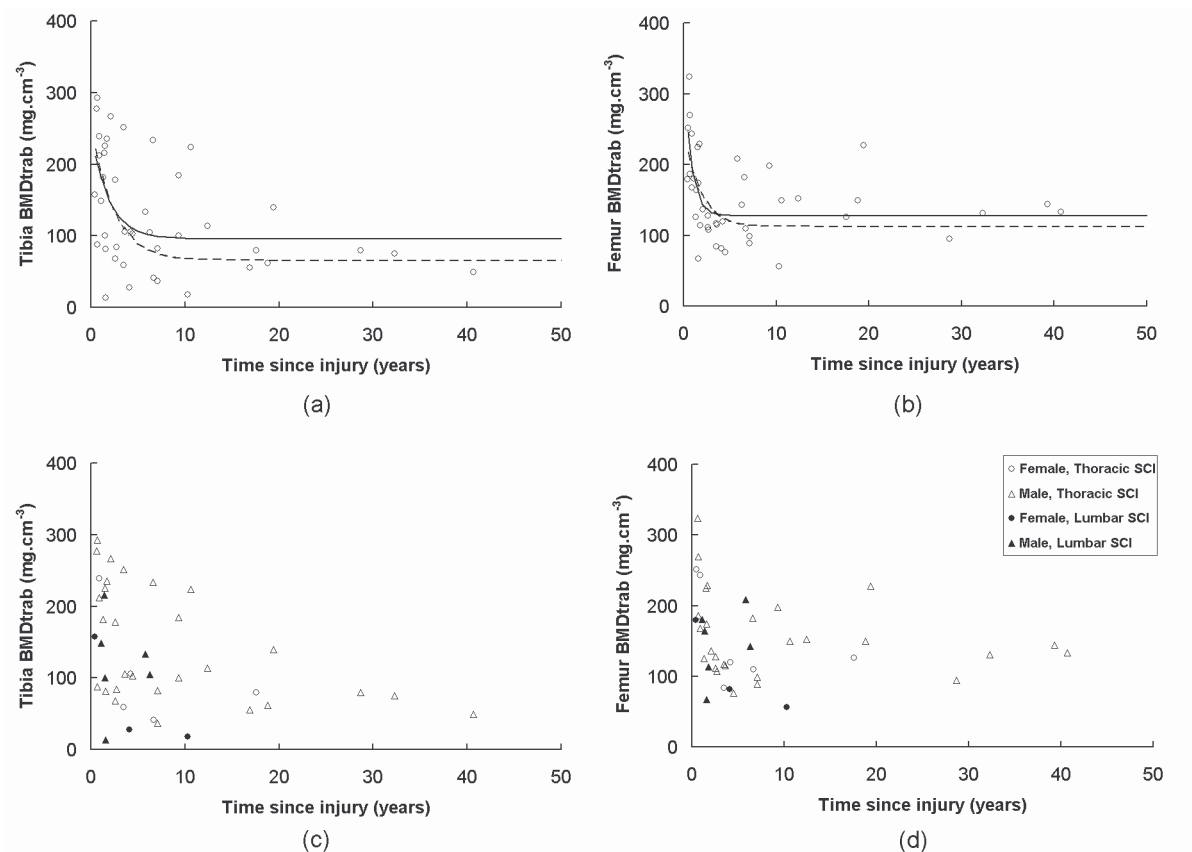 400
300
200
100
0
Tibia BMDtrab (mg.cm-3)
0 10 20 30 40 50
Time since injury (years)
(a)
400
300
200
100
0
Femur BMDtrab (mg.cm-3)
0 10 20 30 40 50
Time since injury (years)
(b)
400
300
200
100
0
Tibia BMDtrab (mg.cm-3)
0 10 20 30 40 50
Time since injury (years)
(c)
400
300
200
100
0
Femur BMDtrab (mg.cm-3)
Female, Thoracic SCI
Male, Thoracic SCI
Female, Lumbar SCI
Male, Lumbar SCI
0 10 20 30 40 50
Time since injury (years)
(d)